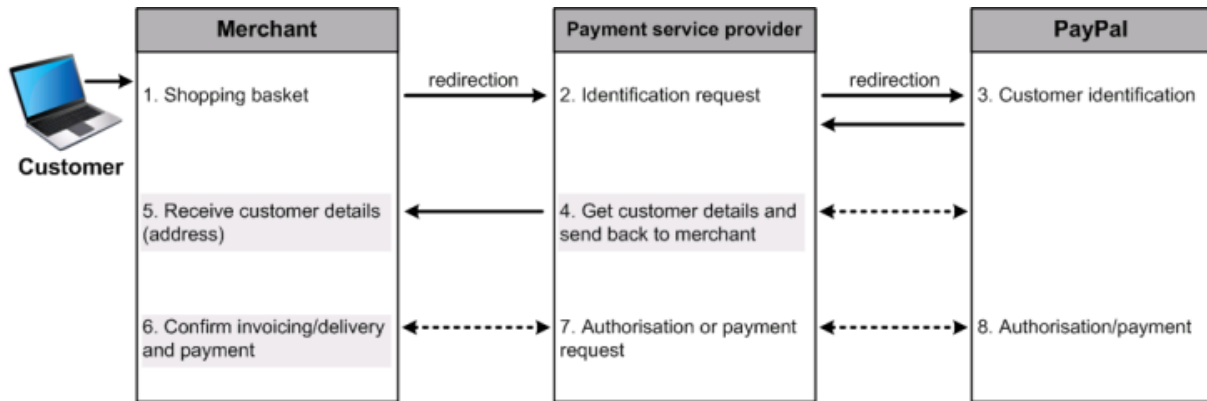 Merchant
Payment service provider
PayPal
Customer
1. Shopping basket
redirection
2. Identification request
redirection
3. Customer identification
5. Receive customer details
(address)
4. Get customer details and
send back to merchant
6. Confirm invoicing/delivery
and payment
7. Authorisation or payment
request
8. Authorisation/payment